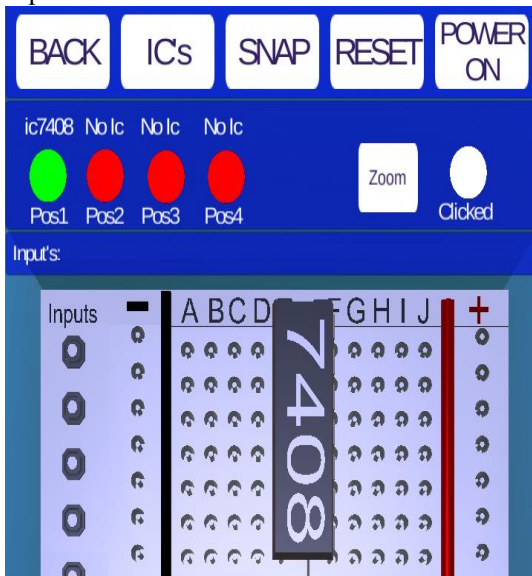 BACK IC's SNAP RESET POWER ON
ic7408 No Ic No Ic No Ic
Zoom
Pos1 Pos2 Pos3 Pos4 Clicked
Input's:
Inputs - A B C D F G H I J +
7408